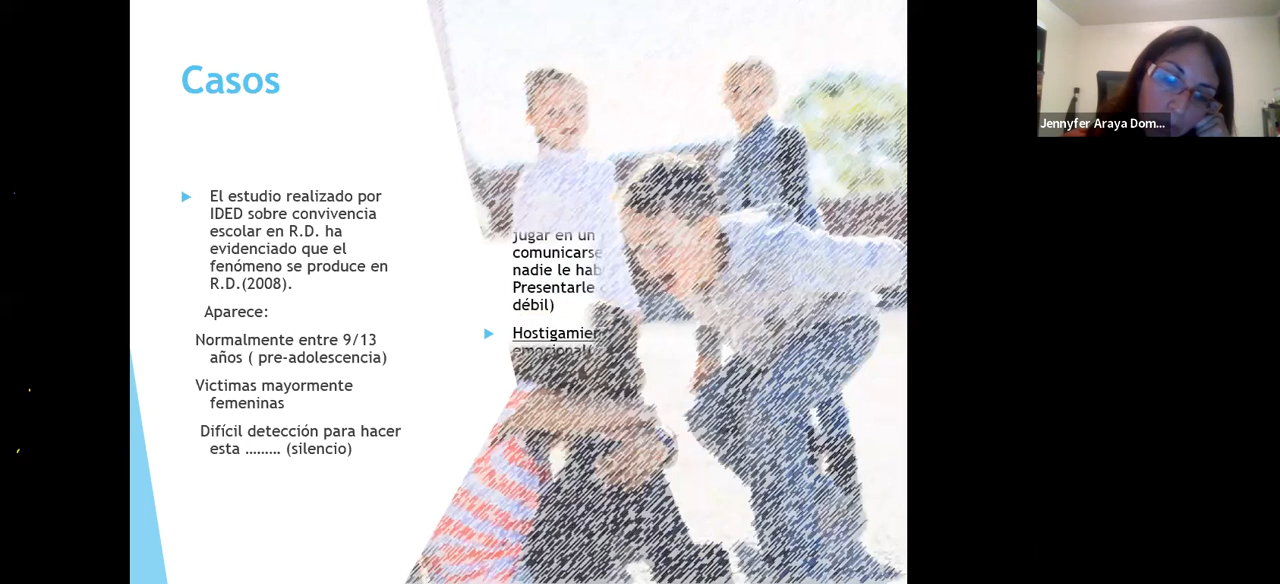 Casos
El estudio realizado por
IDED sobre convivencia
escolar en R.D. ha
evidenciado que el
fenómeno se produce en
R.D.(2008).
Aparece:
Normalmente entre 9/13
años ( pre-adolescencia)
Victimas mayormente
femeninas
Difícil detección para hacer
esta ......... (silencio)
jugar en un
comunicarse
nadie le
Presentarle
débil)
Jennyfer Araya Dom...